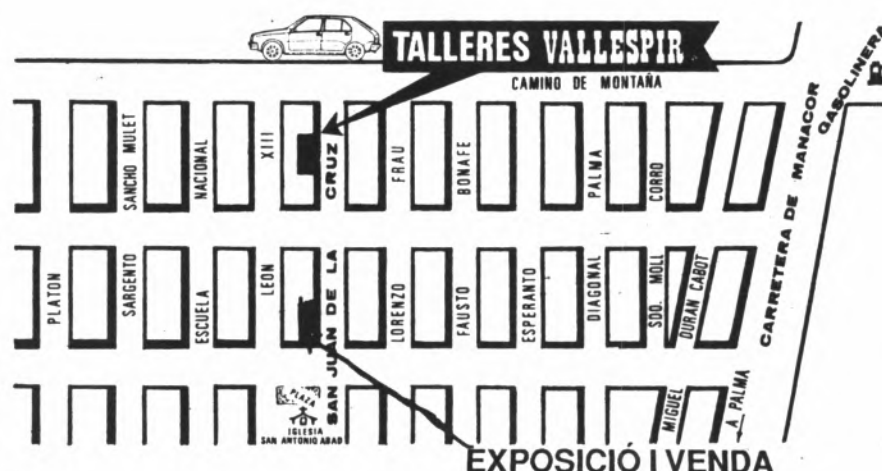 TALLERES VALLESPIR
CAMINO DE MONTAÑA
GASOLINERA
CARRETERA DE MANACOR
SANCHO MULET
NACIONAL
XIII
CRUZ
FRAU
BONAFE
PALMA
CORRO
PLATON
SARGENTO
ESCUELA
LEON
SAN JUAN DE LA
LORENZO
FAUSTO
ESPERANTO
DIAGONAL
SDO. MOLL
DURAN CABOT
PLAZA
IGLESIA
SAN ANTONIO ABAD
MIGUEL
A PALMA
EXPOSICIÓ I VENDA